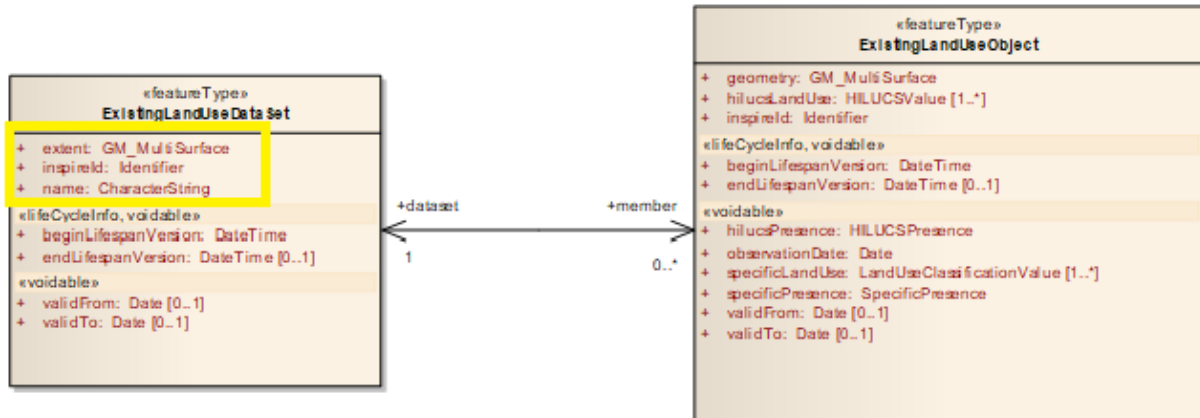 «featureType»
ExistingLandUseDataSet
+ extent: GM_MultiSurface
+ inspireId: Identifier
+ name: CharacterString
«lifeCycleInfo, voidable»
+ beginLifespanVersion: DateTime
+ endLifespanVersion: DateTime [0..1]
«voidable»
+ validFrom: Date [0..1]
+ validTo: Date [0..1]
+dataset
1
+member
0..*
«featureType»
ExistingLandUseObject
+ geometry: GM_MultiSurface
+ hilucsLandUse: HILUCSValue [1..*]
+ inspireId: Identifier
«lifeCycleInfo, voidable»
+ beginLifespanVersion: DateTime
+ endLifespanVersion: DateTime [0..1]
«voidable»
+ hilucsPresence: HILUCSPresence
+ observationDate: Date
+ specificLandUse: LandUseClassificationValue [1..*]
+ specificPresence: SpecificPresence
+ validFrom: Date [0..1]
+ validTo: Date [0..1]